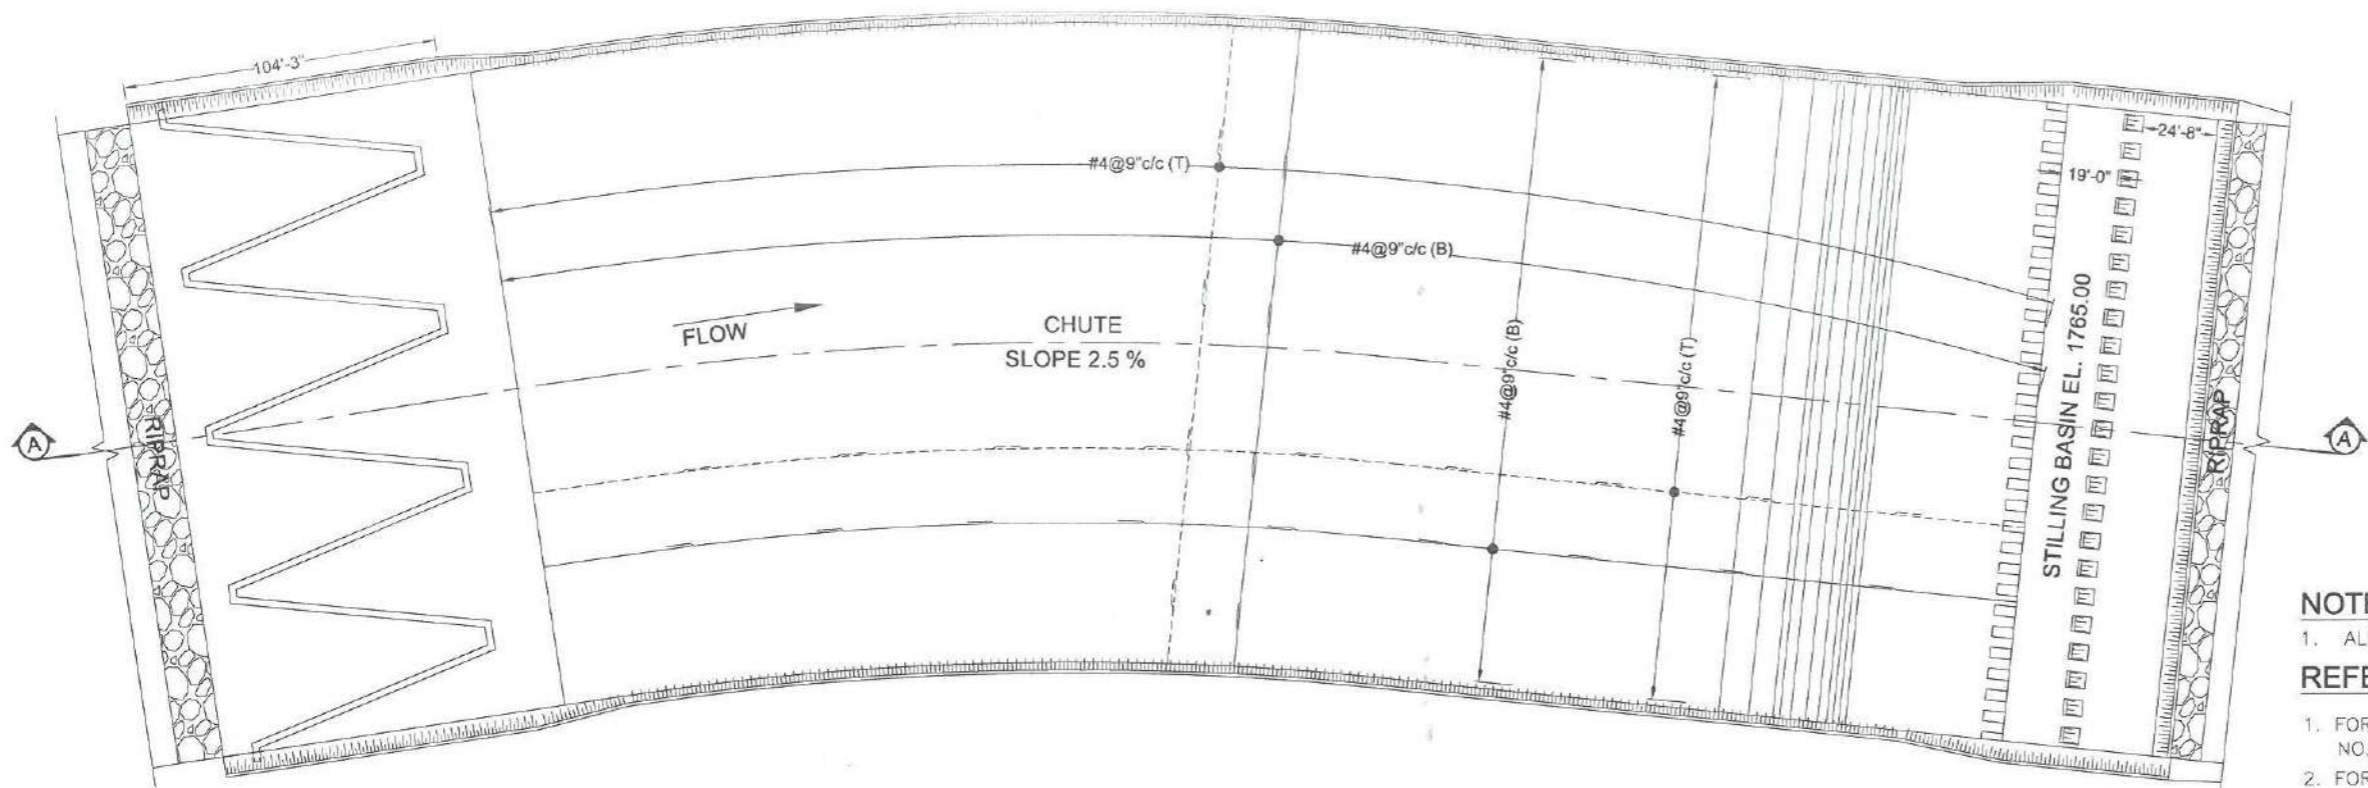 104'-3"
24'-8"
19'-0"
#4@9"c/c (T)
#4@9"c/c (B)
FLOW
CHUTE
SLOPE 2.5 %
#4@9"c/c (B)
#4@9"c/c (T)
STILLING BASIN EL. 1765.00
RIPRAP
RIPRAP
A
A
NOTE
1. AL
REFE
1. FOR
NO.
2. FOR